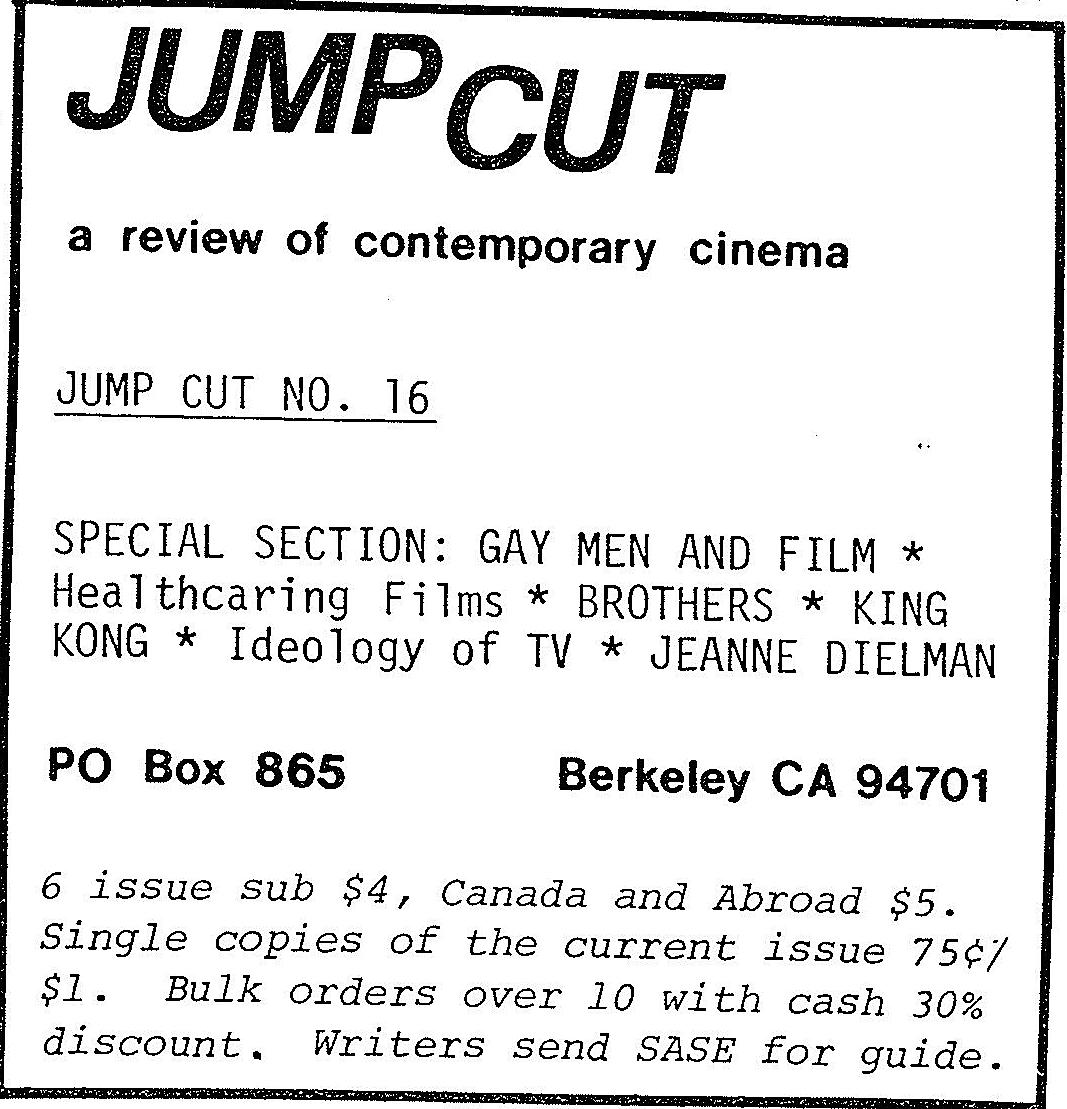 JUMP CUT
a review of contemporary cinema
JUMP CUT NO. 16
SPECIAL SECTION: GAY MEN AND FILM *
Healthcaring Films * BROTHERS * KING
KONG * Ideology of TV * JEANNE DIELMAN
PO Box 865 Berkeley CA 94701
6 issue sub $4, Canada and Abroad $5.
Single copies of the current issue 75¢/
$1. Bulk orders over 10 with cash 30%
discount. Writers send SASE for guide.